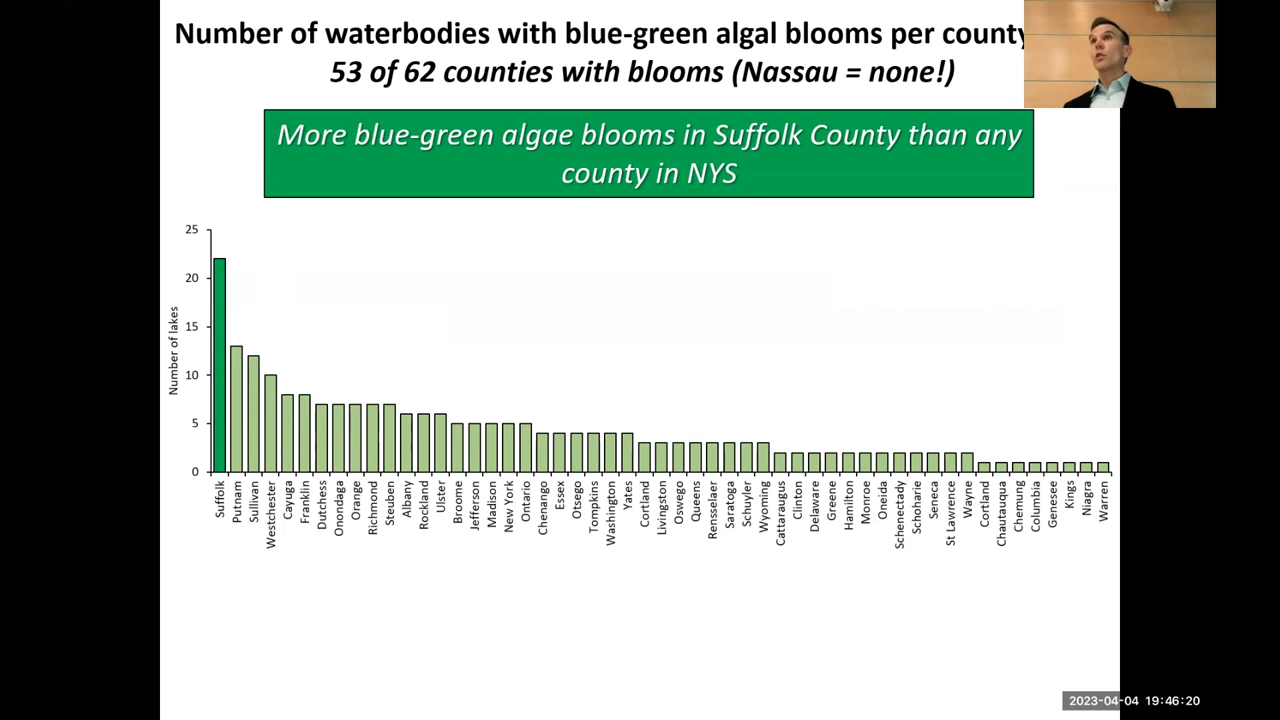 Number of waterbodies with blue-green algal blooms per county
53 of 62 counties with blooms (Nassau = none!)
More blue-green algae blooms in Suffolk County than any
county in NYS
Number of lakes
25
20
15
10
5
0
Suffolk
Putnam
Sullivan
Westchester
Cayuga
Franklin
Dutchess
Onondaga
Orange
Richmond
Steuben
Albany
Rockland
Ulster
Broome
Jefferson
Madison
New York
Ontario
Chenango
Essex
Otsego
Tompkins
Washington
Yates
Cortland
Livingston
Oswego
Queens
Rensselaer
Saratoga
Schuyler
Wyoming
Cattaraugus
Clinton
Delaware
Greene
Hamilton
Monroe
Oneida
Schenectady
Schoharie
Seneca
St Lawrence
Wayne
Cortland
Chautauqua
Chemung
Columbia
Genesee
Kings
Niagra
Warren
2023-04-04 19:46:20